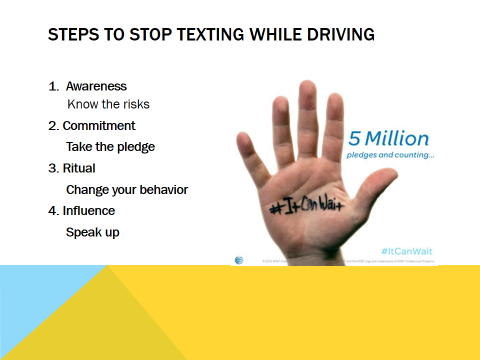 STEPS TO STOP TEXTING WHILE DRIVING
1. Awareness
Know the risks
2. Commitment
Take the pledge
3. Ritual
Change your behavior
4. Influence
Speak up
5 Million
pledges and counting...
#ItCanWait
#ItCanWait